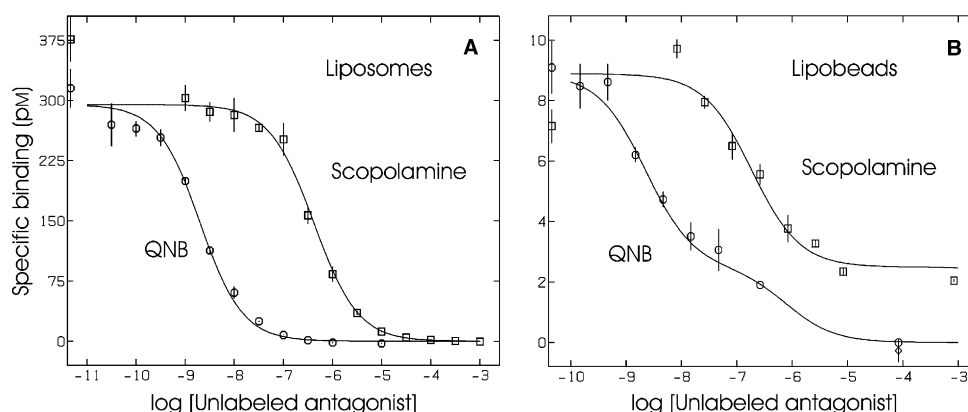 A
B
Liposomes
Lipobeads
Scopolamine
Scopolamine
QNB
QNB
Specific binding (pM)
375
300
225
150
75
0
10
8
6
4
2
0
-11 -10 -9 -8 -7 -6 -5 -4 -3
-10 -9 -8 -7 -6 -5 -4 -3
log [Unlabeled antagonist]
log [Unlabeled antagonist]